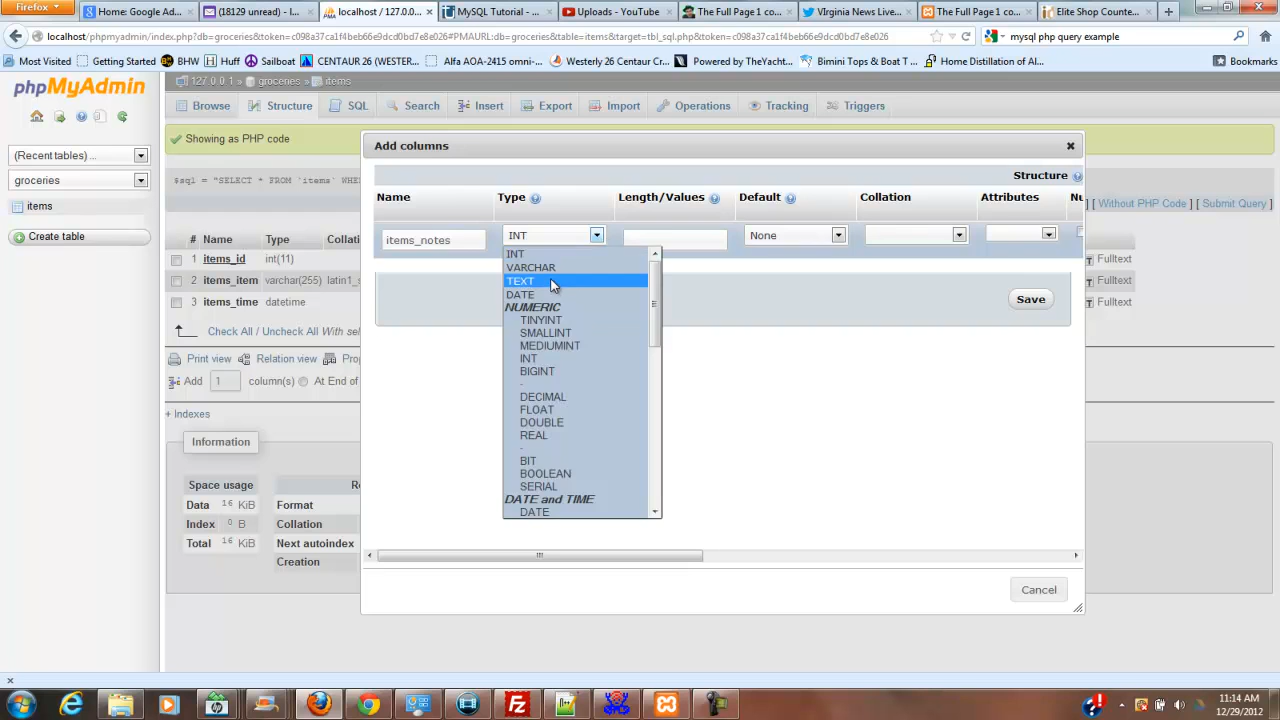 Firefox
Home: Google Ad...
(18129 unread) - l...
localhost / 127.0.0...
MySQL Tutorial - ...
Uploads - YouTube
The Full Page 1 co...
VIrginia News Live...
The Full Page 1 co...
Elite Shop Counte...
localhost/phpmyadmin/index.php?db=groceries&token=c098a37ca1f4beb66e9dcd0bd7e8e026#PMAURL:db=groceries&table=items&target=tbl_sql.php&token=c098a37ca1f4beb66e9dcd0bd7e8e026
mysql php query example
Most Visited
Getting Started
BHW
Huff
Sailboat
CENTAUR 26 (WESTER...
Alfa AOA-2415 omni-...
Westerly 26 Centaur Cr...
Powered by TheYacht...
Bimini Tops & Boat T ...
Home Distillation of Al...
Bookmarks
phpMyAdmin
127.0.0.1 » groceries » items
Browse
Structure
SQL
Search
Insert
Export
Import
Operations
Tracking
Triggers
Showing as PHP code
Add columns
(Recent tables) ...
groceries
items
Create table
$sql = "SELECT * FROM `items` WHE
Structure
Name
Type
Length/Values
Default
Collation
Attributes
Nu
] [ Without PHP Code ] [ Submit Query ]
items_notes
INT
None
INT
VARCHAR
TEXT
DATE
NUMERIC
TINYINT
SMALLINT
MEDIUMINT
INT
BIGINT
-
DECIMAL
FLOAT
DOUBLE
REAL
-
BIT
BOOLEAN
SERIAL
DATE and TIME
DATE
Save
Cancel
# Name Type Collati
1 items_id int(11)
Fulltext
2 items_item varchar(255) latin1_s
Fulltext
3 items_time datetime
Fulltext
Check All / Uncheck All With sel
Print view
Relation view
Prop
Add 1 column(s) At End of
+ Indexes
Information
Space usage
Data 16 KiB
Index 0 B
Total 16 KiB
Format
Collation
Next autoindex
Creation
11:14 AM
12/29/2012